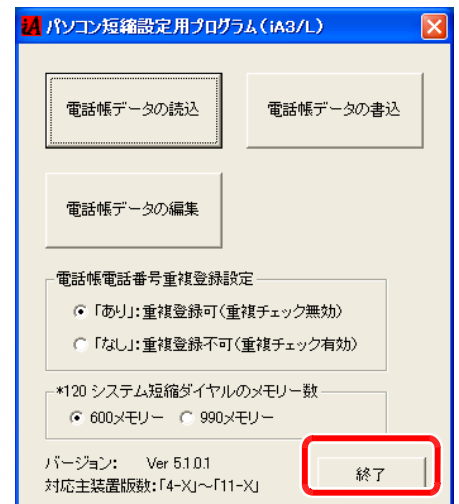 iA パソコン短縮設定用プログラム(iA3/L)
電話帳データの読込
電話帳データの書込
電話帳データの編集
電話帳電話番号重複登録設定
「あり」:重複登録可(重複チェック無効)
「なし」:重複登録不可(重複チェック有効)
*120 システム短縮ダイヤルのメモリー数
600メモリー 990メモリー
バージョン: Ver 5.1.0.1
対応主装置版数:「4-X」~「11-X」
終了